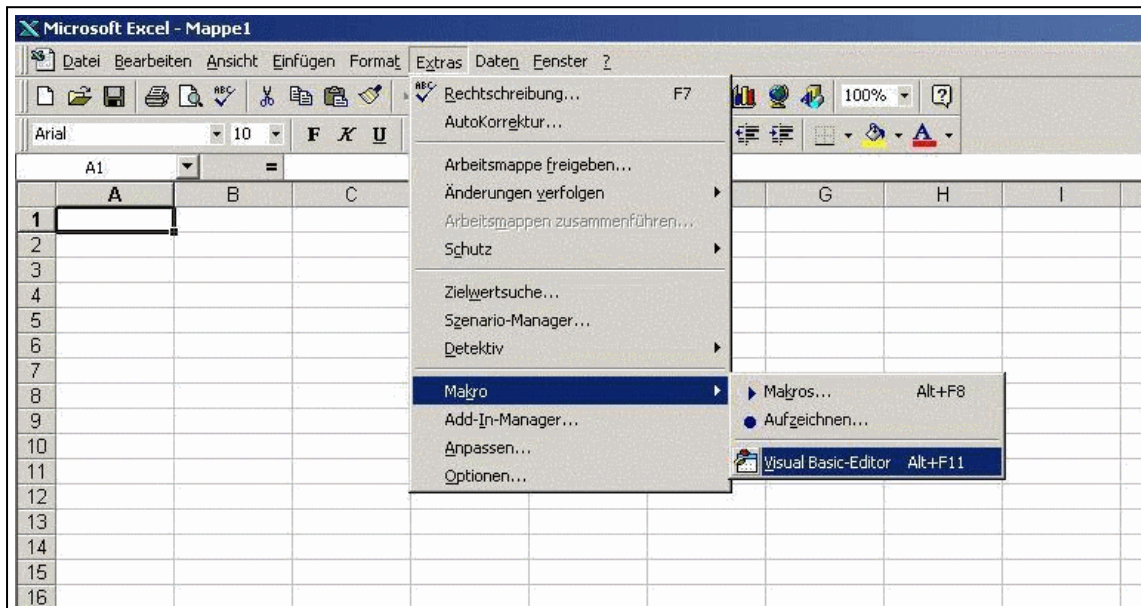 Microsoft Excel - Mappe1
Datei Bearbeiten Ansicht Einfügen Format Extras Daten Fenster ?
ABC ABC 100% ?
Arial 10 F K U A
A1 =
Rechtschreibung... F7
AutoKorrektur...
Arbeitsmappe freigeben...
Änderungen verfolgen
Arbeitsmappen zusammenführen...
Schutz
Zielwertsuche...
Szenario-Manager...
Detektiv
Makro
Add-In-Manager...
Anpassen...
Optionen...
Makros... Alt+F8
Aufzeichnen...
Visual Basic-Editor Alt+F11
A B C G H I
1
2
3
4
5
6
7
8
9
10
11
12
13
14
15
16